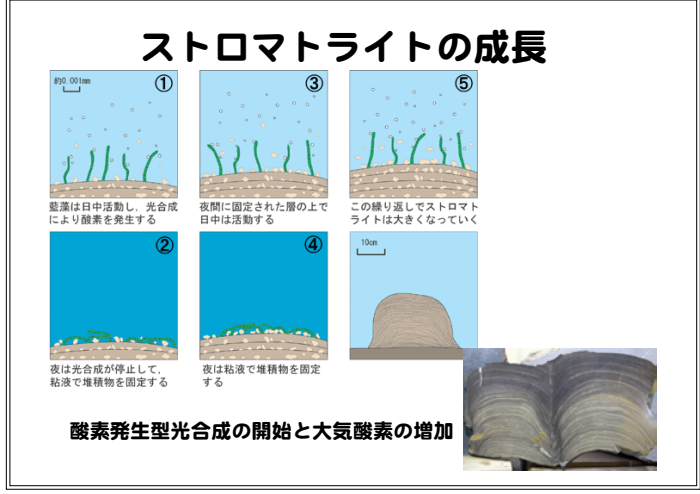 ストロマトライトの成長
約0.001mm
①
藍藻は日中活動し，光合成
により酸素を発生する
③
夜間に固定された層の上で
日中は活動する
⑤
この繰り返しでストロマト
ライトは大きくなっていく
②
夜は光合成が停止して，
粘液で堆積物を固定する
④
夜は粘液で堆積物を固定
する
10cm
酸素発生型光合成の開始と大気酸素の増加